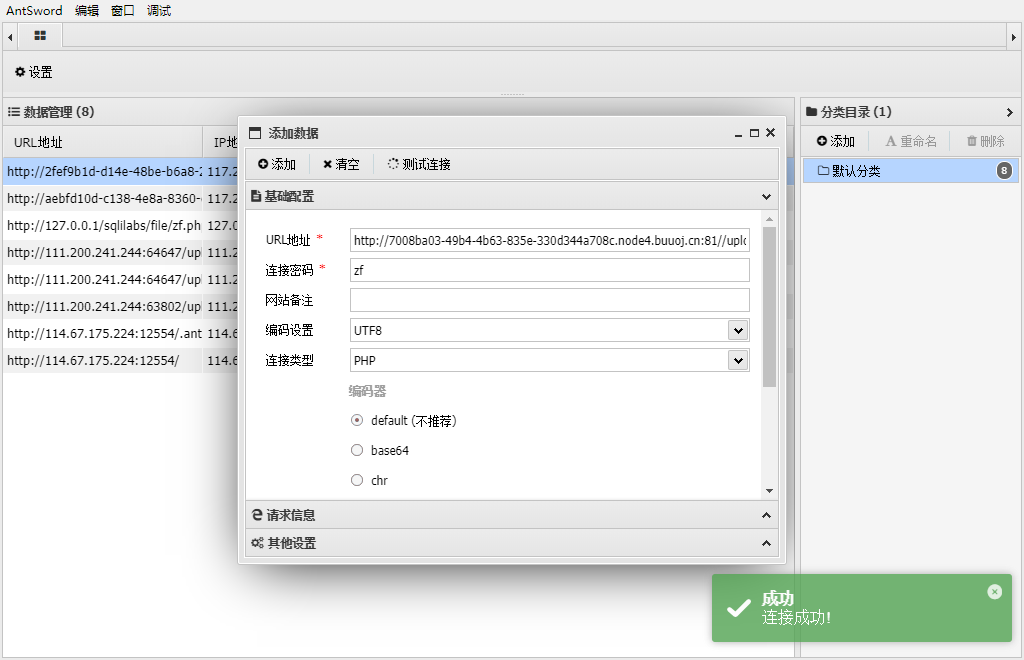 AntSword 编辑 窗口 调试
设置
数据管理 (8)
URL地址 IP地
http://2fef9b1d-d14e-48be-b6a8-2 117.2
http://aebfd10d-c138-4e8a-8360- 117.2
http://127.0.0.1/sqlilabs/file/zf.ph 127.0
http://111.200.241.244:64647/upl 111.2
http://111.200.241.244:64647/upl 111.2
http://111.200.241.244:63802/upl 111.2
http://114.67.175.224:12554/.ant 114.6
http://114.67.175.224:12554/ 114.6
添加数据
添加 清空 测试连接
基础配置
URL地址 * http://7008ba03-49b4-4b63-835e-330d344a708c.node4.buuoj.cn:81//uplo
连接密码 * zf
网站备注
编码设置 UTF8
连接类型 PHP
编码器
default (不推荐)
base64
chr
请求信息
其他设置
分类目录 (1)
添加 重命名 删除
默认分类 8
成功
连接成功!